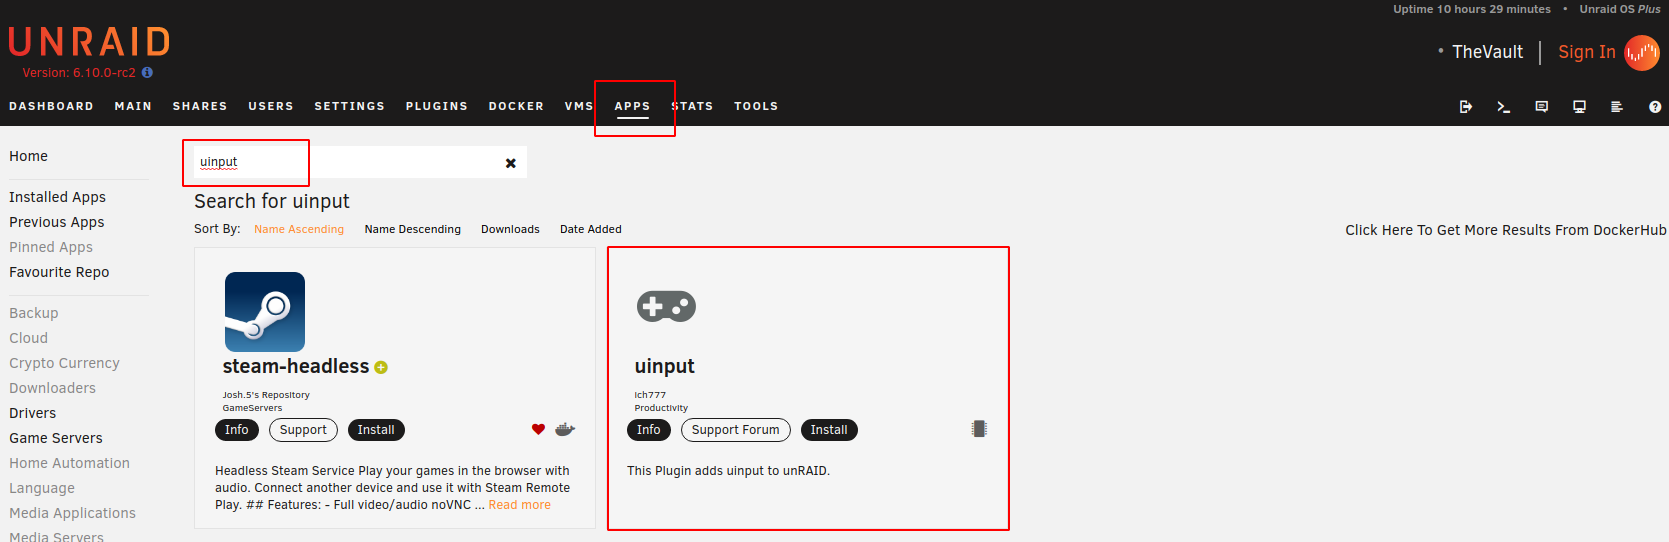 Uptime 10 hours 29 minutes • Unraid OS Plus
UNRAID
Version: 6.10.0-rc2
• TheVault | Sign In
DASHBOARD MAIN SHARES USERS SETTINGS PLUGINS DOCKER VMS APPS STATS TOOLS
Home
Installed Apps
Previous Apps
Pinned Apps
Favourite Repo
Backup
Cloud
Crypto Currency
Downloaders
Drivers
Game Servers
Home Automation
Language
Media Applications
Media Servers
uinput
Search for uinput
Sort By: Name Ascending Name Descending Downloads Date Added
Click Here To Get More Results From DockerHub
steam-headless
Josh.5's Repository
GameServers
Info Support Install
Headless Steam Service Play your games in the browser with
audio. Connect another device and use it with Steam Remote
Play. ## Features: - Full video/audio noVNC ... Read more
uinput
ich777
Productivity
Info Support Forum Install
This Plugin adds uinput to unRAID.